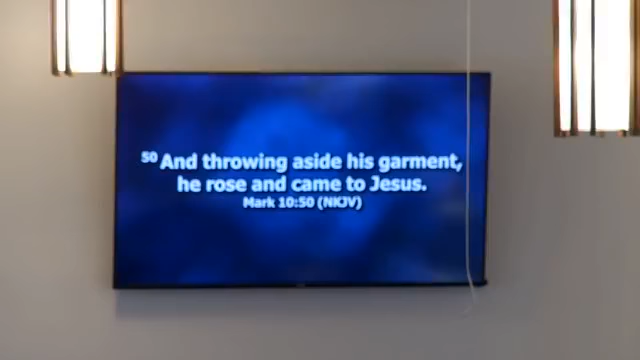 50 And throwing aside his garment,
he rose and came to Jesus.
Mark 10:50 (NKJV)